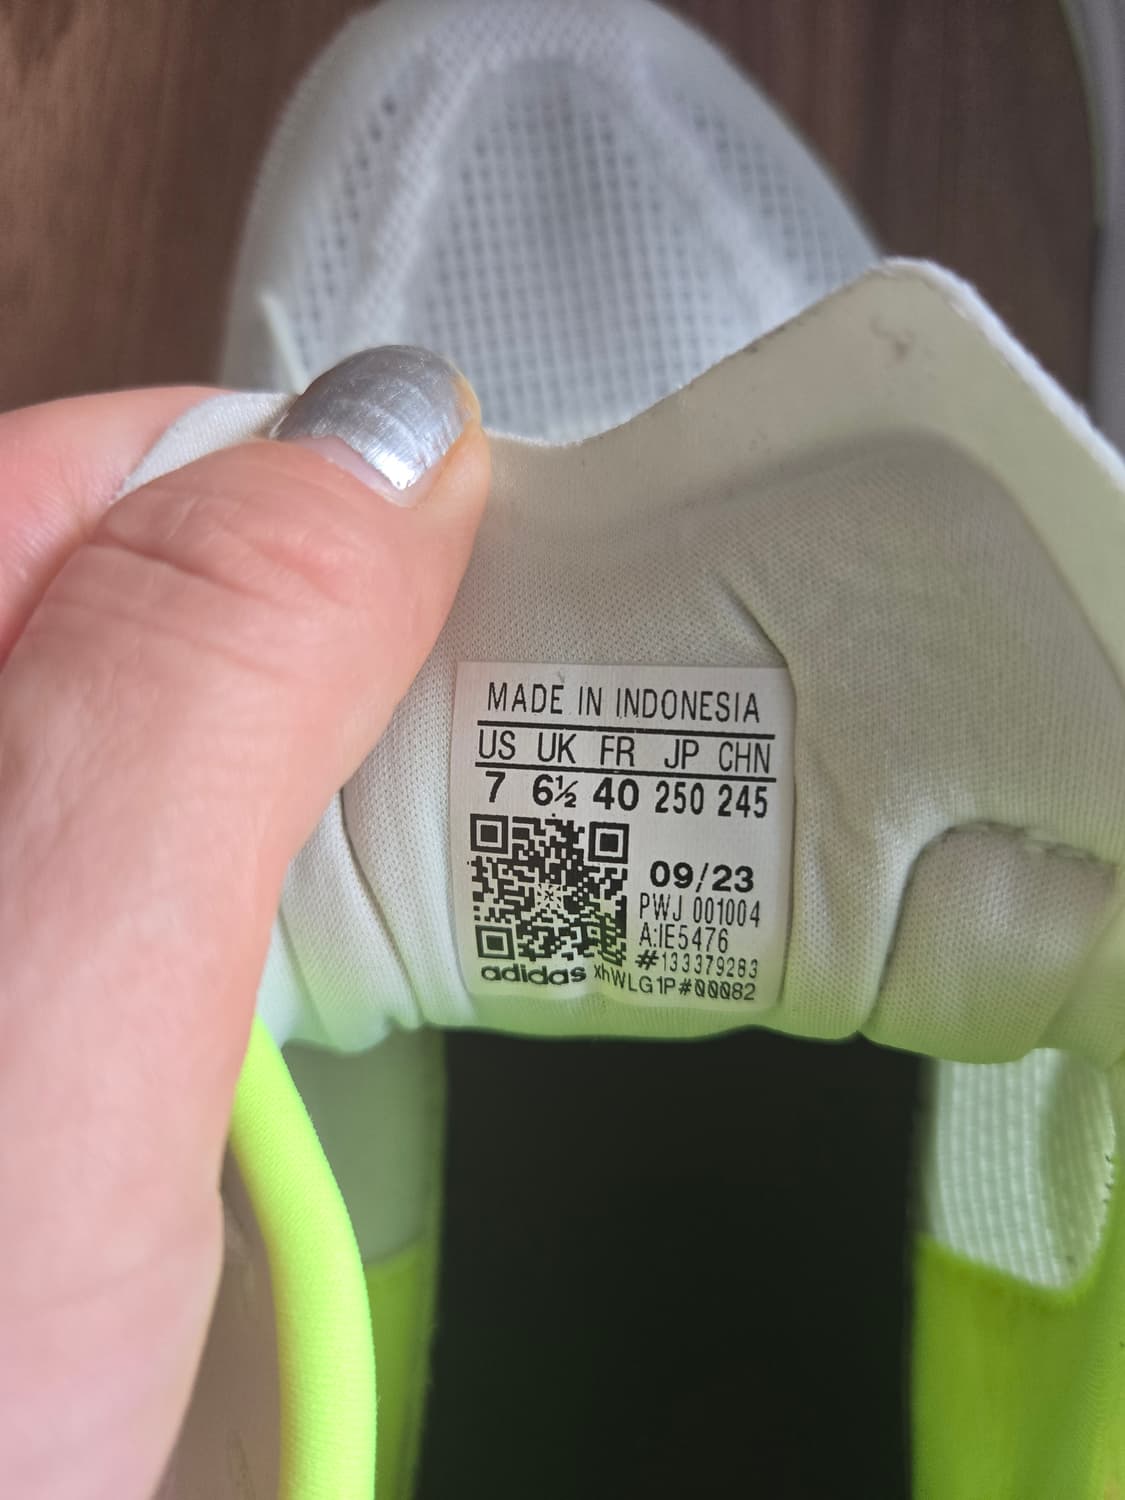 MADE IN INDONESIA
US UK FR JP CHN
7 6½ 40 250 245
09/23
PWJ 001004
A:IE5476
#133379283
adidas xhWLG1P#00082